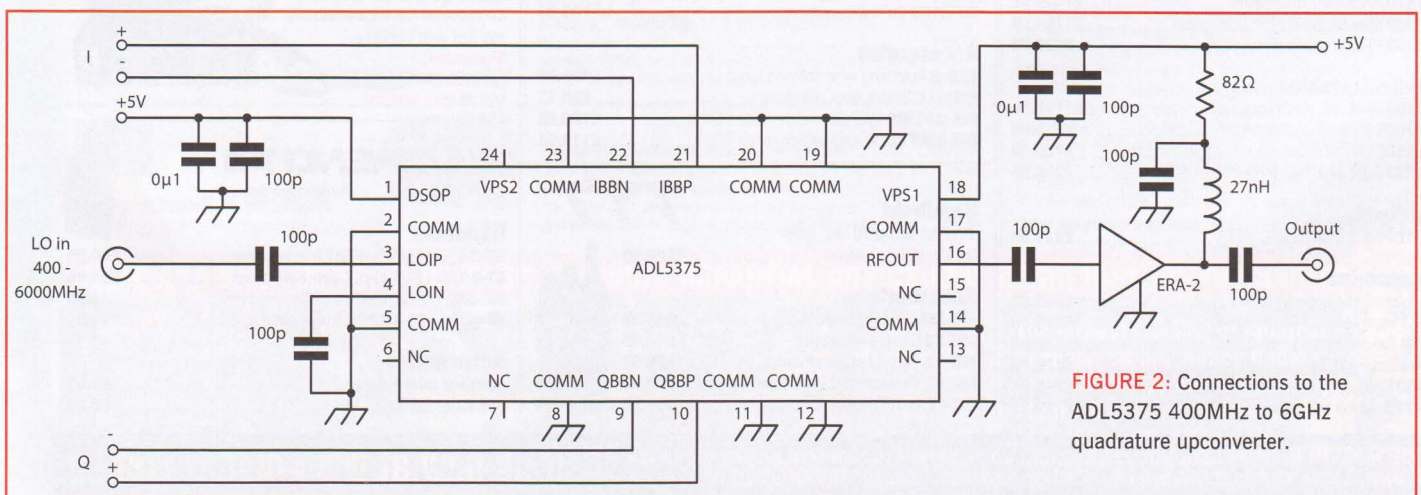 +
I
-
+5V
0µ1
100p
LO in
400 -
6000MHz
100p
100p
24 23 22 21 20 19
VPS2 COMM IBBN IBBP COMM COMM
1 DSOP
2 COMM
3 LOIP
4 LOIN
5 COMM
6 NC
ADL5375
VPS1 18
COMM 17
RFOUT 16
NC 15
COMM 14
NC 13
NC COMM QBBN QBBP COMM COMM
7 8 9 10 11 12
-
Q
+
+5V
0µ1
100p
82Ω
100p
27nH
100p
ERA-2
100p
Output
FIGURE 2: Connections to the
ADL5375 400MHz to 6GHz
quadrature upconverter.